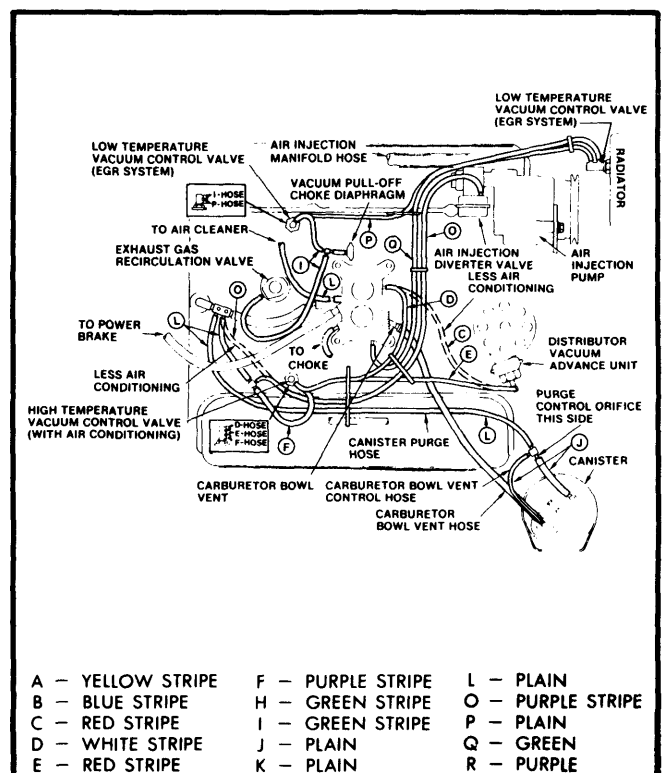 LOW TEMPERATURE
VACUUM CONTROL VALVE
(EGR SYSTEM)
LOW TEMPERATURE
VACUUM CONTROL VALVE
(EGR SYSTEM)
AIR INJECTION
MANIFOLD HOSE
RADIATOR
VACUUM PULL-OFF
CHOKE DIAPHRAGM
I-HOSE
P-HOSE
TO AIR CLEANER
P
Q
O
EXHAUST GAS
RECIRCULATION VALVE
I
AIR INJECTION
DIVERTER VALVE
LESS AIR
CONDITIONING
AIR
INJECTION
PUMP
L
O
D
L
C
TO POWER
BRAKE
TO
CHOKE
E
DISTRIBUTOR
VACUUM
ADVANCE UNIT
LESS AIR
CONDITIONING
HIGH TEMPERATURE
VACUUM CONTROL VALVE
(WITH AIR CONDITIONING)
PURGE
CONTROL ORIFICE
THIS SIDE
D-HOSE
E-HOSE
F-HOSE
F
CANISTER PURGE
HOSE
L
J
CANISTER
CARBURETOR BOWL
VENT
CARBURETOR BOWL VENT
CONTROL HOSE
CARBURETOR
BOWL VENT HOSE
A – YELLOW STRIPE
B – BLUE STRIPE
C – RED STRIPE
D – WHITE STRIPE
E – RED STRIPE
F – PURPLE STRIPE
H – GREEN STRIPE
I – GREEN STRIPE
J – PLAIN
K – PLAIN
L – PLAIN
O – PURPLE STRIPE
P – PLAIN
Q – GREEN
R – PURPLE